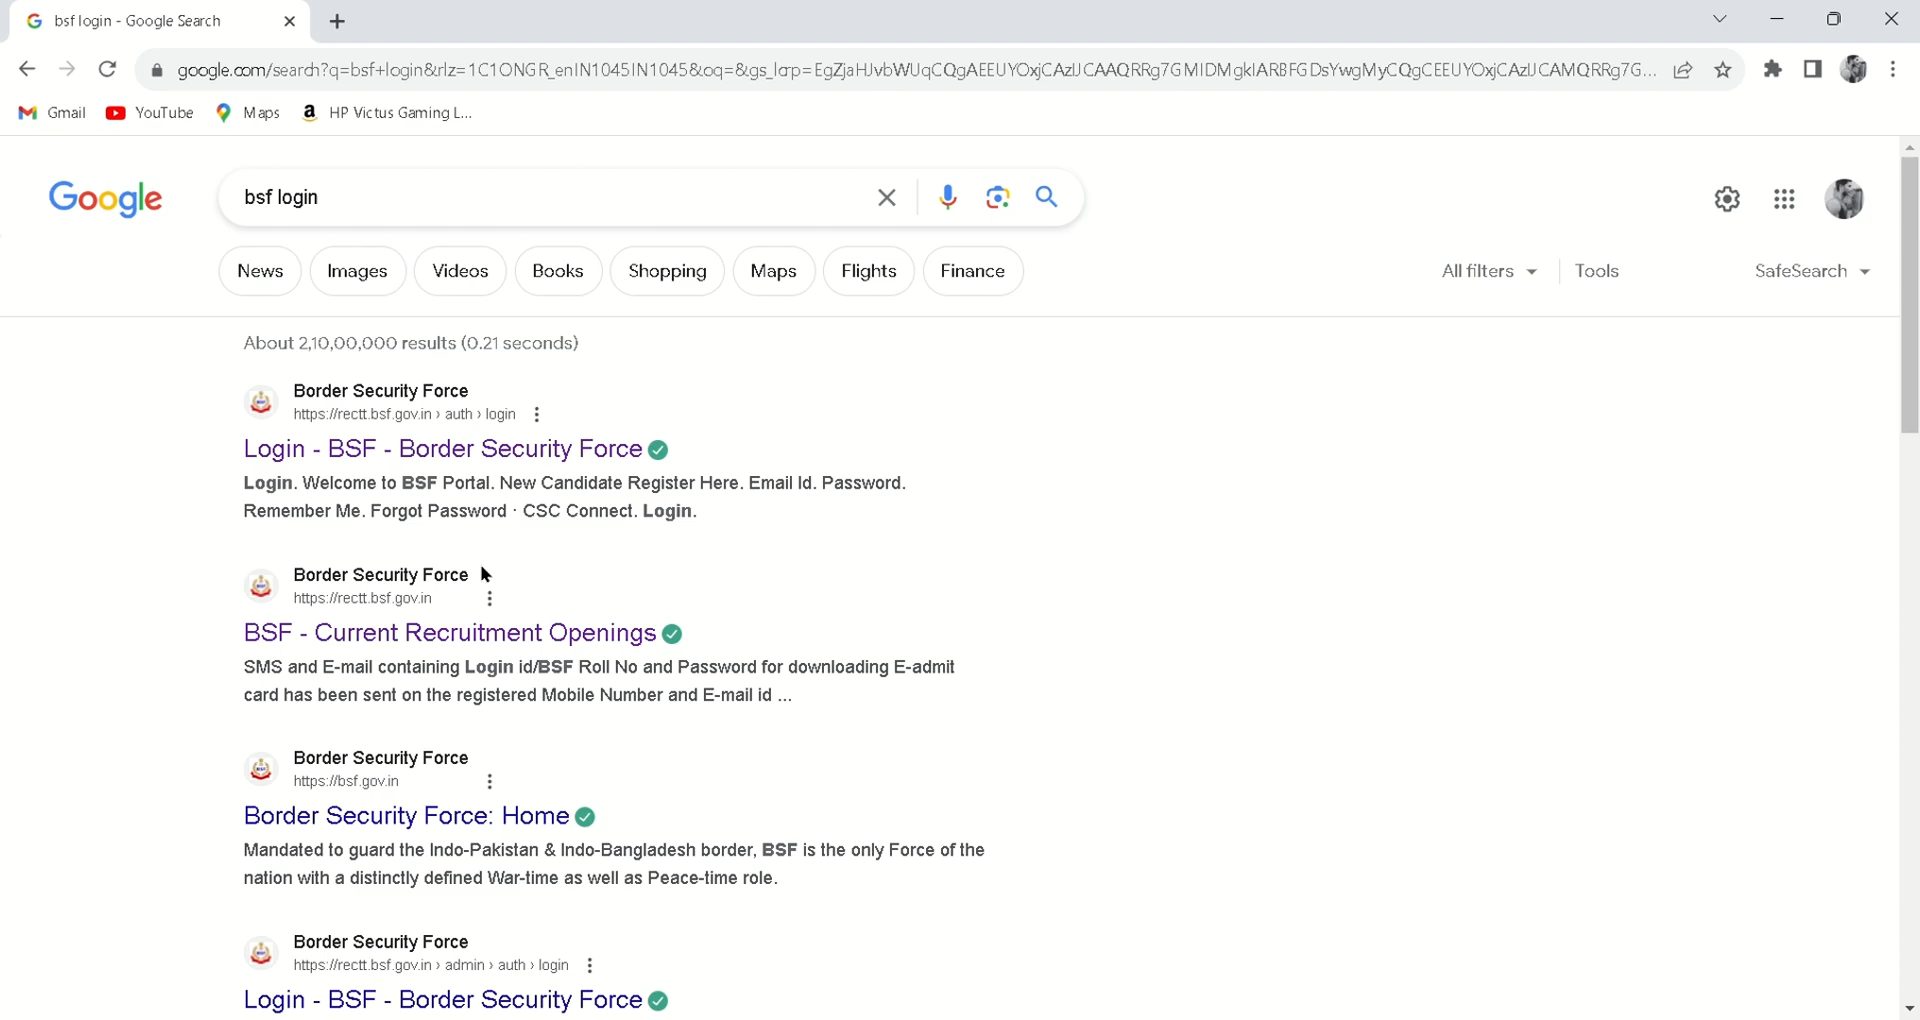 bsf login - Google Search
google.com/search?q=bsf+login&rlz=1C1ONGR_enIN1045IN1045&oq=&gs_lcrp=EgZjaHJvbWUqCQgAEEUYOxjCAzIJCAAQRRg7GMIDMgkIARBFGDsYwgMyCQgCEEUYOxjCAzIJCAMQRRg7G...
Gmail YouTube Maps HP Victus Gaming L...
Google bsf login
News Images Videos Books Shopping Maps Flights Finance All filters Tools SafeSearch
About 2,10,00,000 results (0.21 seconds)
Border Security Force
https://rectt.bsf.gov.in › auth › login
Login - BSF - Border Security Force
Login. Welcome to BSF Portal. New Candidate Register Here. Email Id. Password.
Remember Me. Forgot Password · CSC Connect. Login.
Border Security Force
https://rectt.bsf.gov.in
BSF - Current Recruitment Openings
SMS and E-mail containing Login id/BSF Roll No and Password for downloading E-admit
card has been sent on the registered Mobile Number and E-mail id ...
Border Security Force
https://bsf.gov.in
Border Security Force: Home
Mandated to guard the Indo-Pakistan & Indo-Bangladesh border, BSF is the only Force of the
nation with a distinctly defined War-time as well as Peace-time role.
Border Security Force
https://rectt.bsf.gov.in › admin › auth › login
Login - BSF - Border Security Force